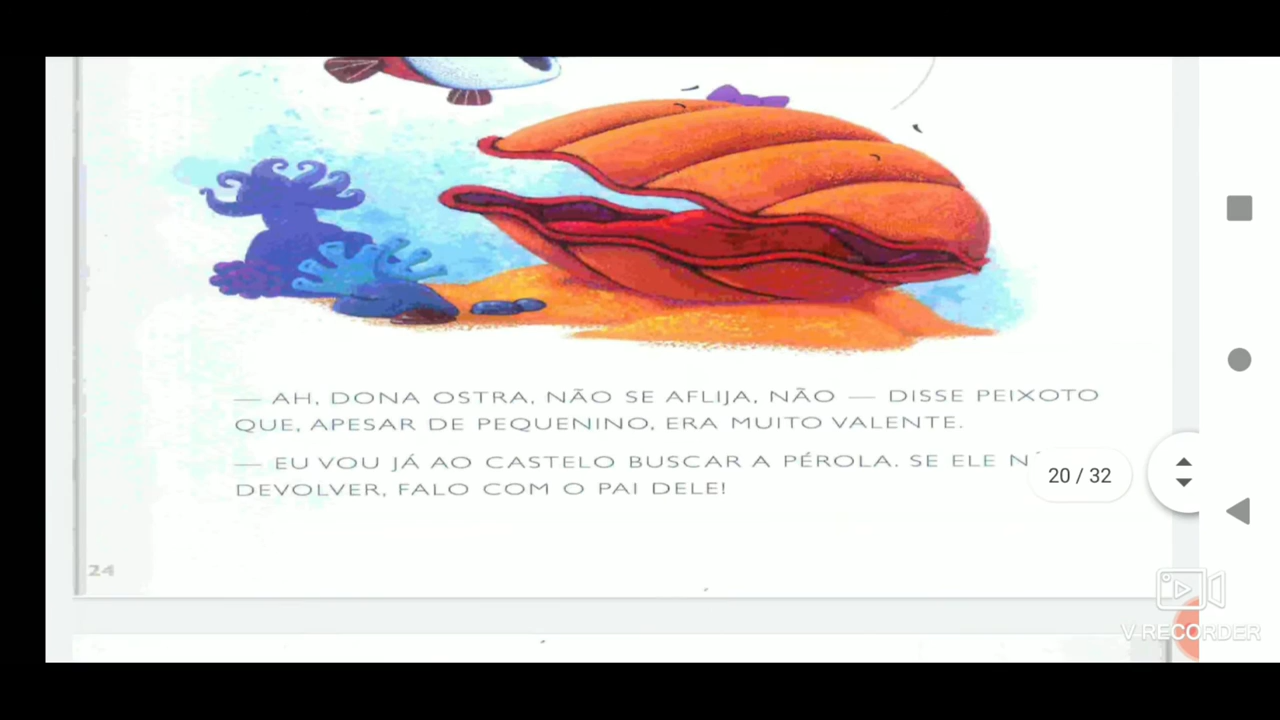 — AH, DONA OSTRA, NÃO SE AFLIJA, NÃO — DISSE PEIXOTO
QUE, APESAR DE PEQUENINO, ERA MUITO VALENTE.
— EU VOU JÁ AO CASTELO BUSCAR A PÉROLA. SE ELE
DEVOLVER, FALO COM O PAI DELE!
20 / 32
24
V-RECORDER